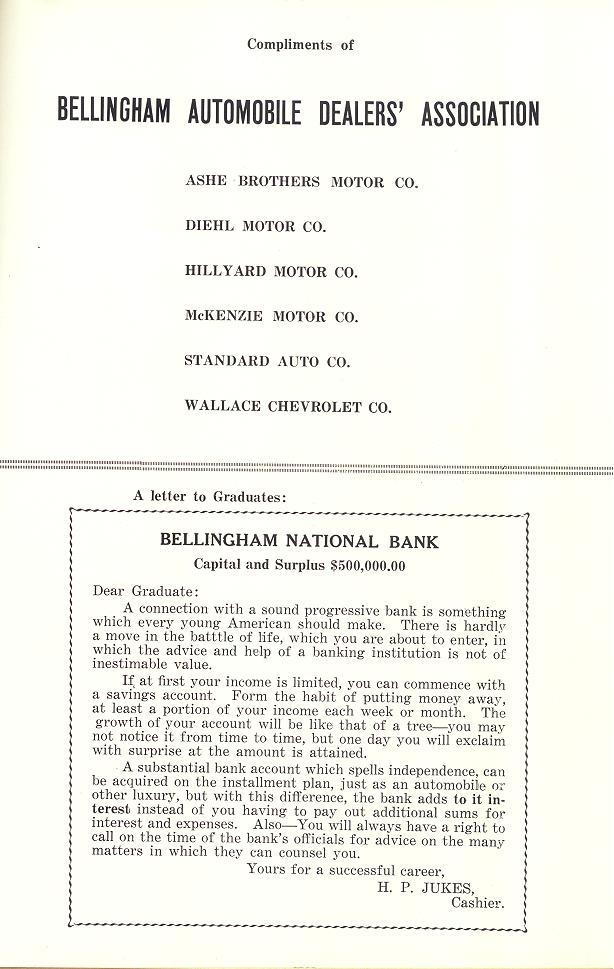 Compliments of
BELLINGHAM AUTOMOBILE DEALERS' ASSOCIATION
ASHE BROTHERS MOTOR CO.
DIEHL MOTOR CO.
HILLYARD MOTOR CO.
McKENZIE MOTOR CO.
STANDARD AUTO CO.
WALLACE CHEVROLET CO.
A letter to Graduates:
BELLINGHAM NATIONAL BANK
Capital and Surplus $500,000.00
Dear Graduate:
A connection with a sound progressive bank is something
which every young American should make. There is hardly
a move in the batttle of life, which you are about to enter, in
which the advice and help of a banking institution is not of
inestimable value.
If at first your income is limited, you can commence with
a savings account. Form the habit of putting money away,
at least a portion of your income each week or month. The
growth of your account will be like that of a tree—you may
not notice it from time to time, but one day you will exclaim
with surprise at the amount is attained.
A substantial bank account which spells independence, can
be acquired on the installment plan, just as an automobile or
other luxury, but with this difference, the bank adds to it in-
terest instead of you having to pay out additional sums for
interest and expenses. Also—You will always have a right to
call on the time of the bank's officials for advice on the many
matters in which they can counsel you.
Yours for a successful career,
H. P. JUKES,
Cashier.